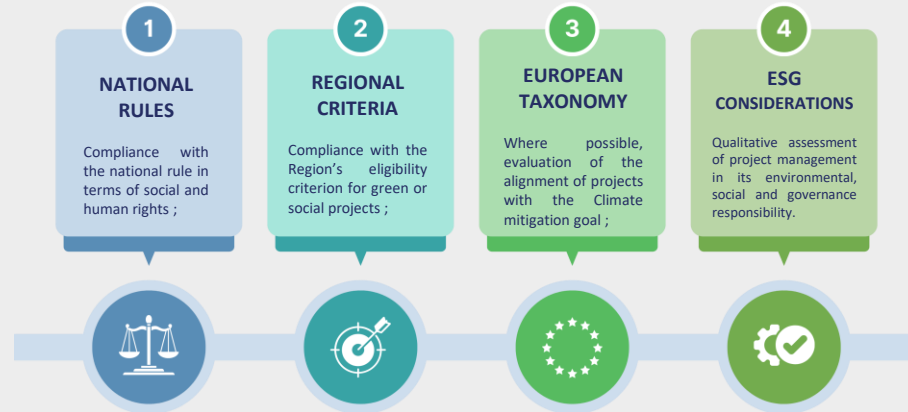 1
NATIONAL
RULES
Compliance with
the national rule in
terms of social and
human rights ;
2
REGIONAL
CRITERIA
Compliance with the
Region’s eligibility
criterion for green or
social projects ;
3
EUROPEAN
TAXONOMY
Where possible,
evaluation of the
alignment of projects
with the Climate
mitigation goal ;
4
ESG
CONSIDERATIONS
Qualitative assessment
of project management
in its environmental,
social and governance
responsibility.